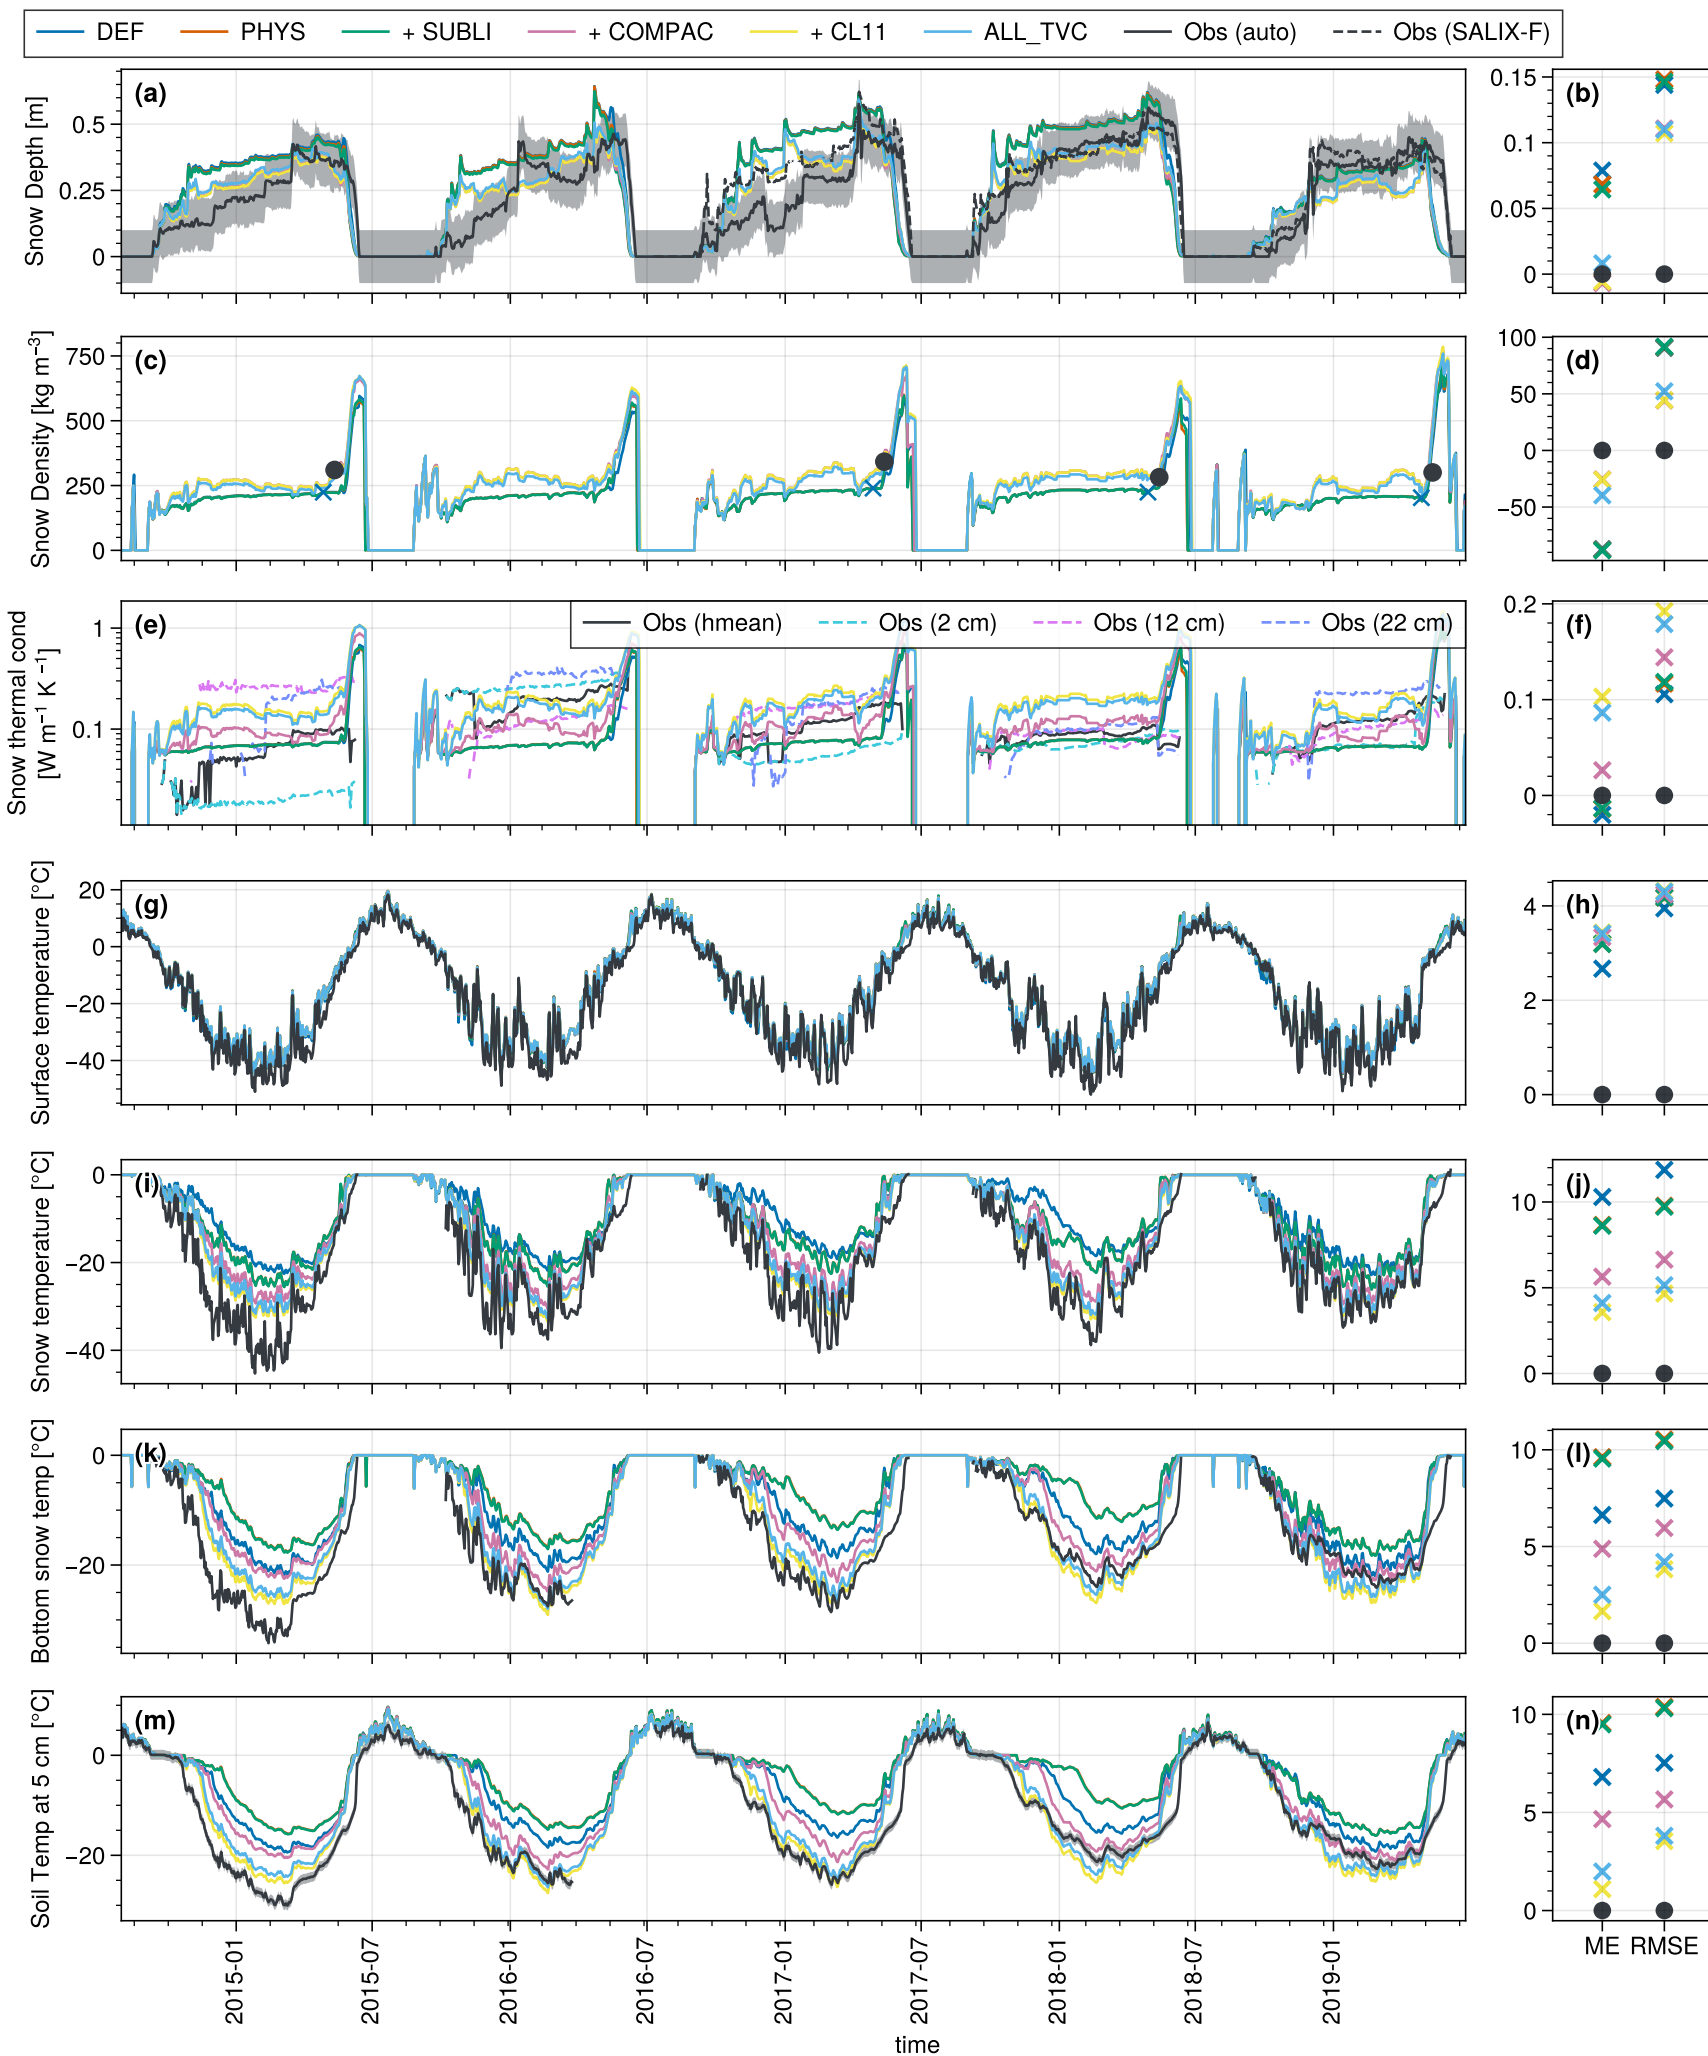 DEF PHYS + SUBLI + COMPAC + CL11 ALL_TVC Obs (auto) Obs (SALIX-F)
(a)
Snow Depth [m]
0.5
0.25
0
(b)
0.15
0.1
0.05
0
(c)
Snow Density [kg m⁻³]
750
500
250
0
(d)
100
50
0
−50
(e)
Snow thermal cond
[W m⁻¹ K⁻¹]
1
0.1
Obs (hmean) Obs (2 cm) Obs (12 cm) Obs (22 cm)
(f)
0.2
0.1
0
(g)
Surface temperature [°C]
20
0
−20
−40
(h)
4
2
0
(i)
Snow temperature [°C]
0
−20
−40
(j)
10
5
0
(k)
Bottom snow temp [°C]
0
−20
(l)
10
5
0
(m)
Soil Temp at 5 cm [°C]
0
−20
(n)
10
5
0
2015-01 2015-07 2016-01 2016-07 2017-01 2017-07 2018-01 2018-07 2019-01
time
ME RMSE